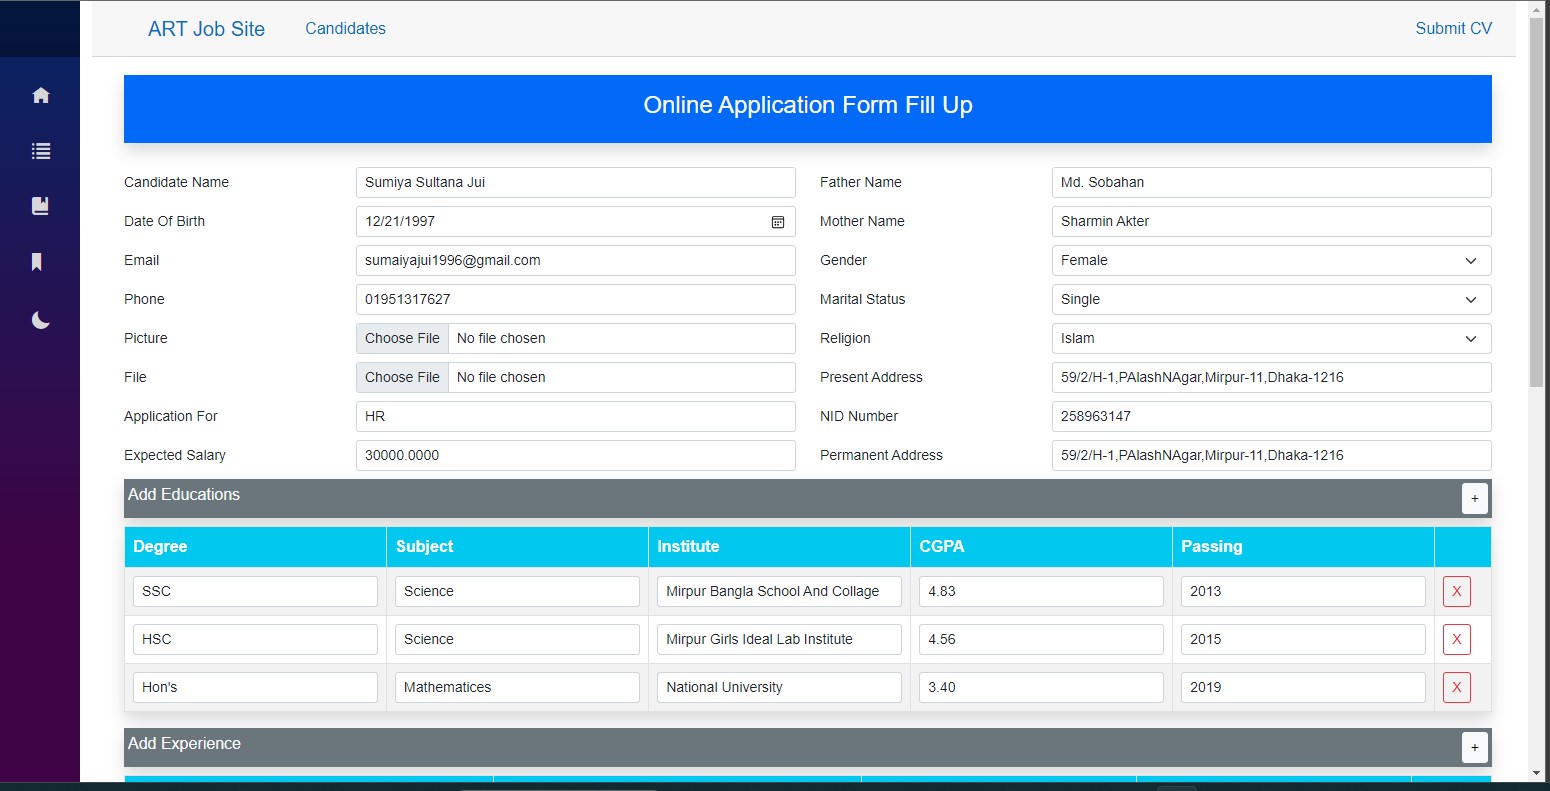 ART Job Site Candidates Submit CV
Online Application Form Fill Up
Candidate Name Sumiya Sultana Jui Father Name Md. Sobahan
Date Of Birth 12/21/1997 Mother Name Sharmin Akter
Email sumaiyajui1996@gmail.com Gender Female
Phone 01951317627 Marital Status Single
Picture Choose File No file chosen Religion Islam
File Choose File No file chosen Present Address 59/2/H-1,PAlashNAgar,Mirpur-11,Dhaka-1216
Application For HR NID Number 258963147
Expected Salary 30000.0000 Permanent Address 59/2/H-1,PAlashNAgar,Mirpur-11,Dhaka-1216
Add Educations +
Degree Subject Institute CGPA Passing
SSC Science Mirpur Bangla School And Collage 4.83 2013 X
HSC Science Mirpur Girls Ideal Lab Institute 4.56 2015 X
Hon's Mathematices National University 3.40 2019 X
Add Experience +